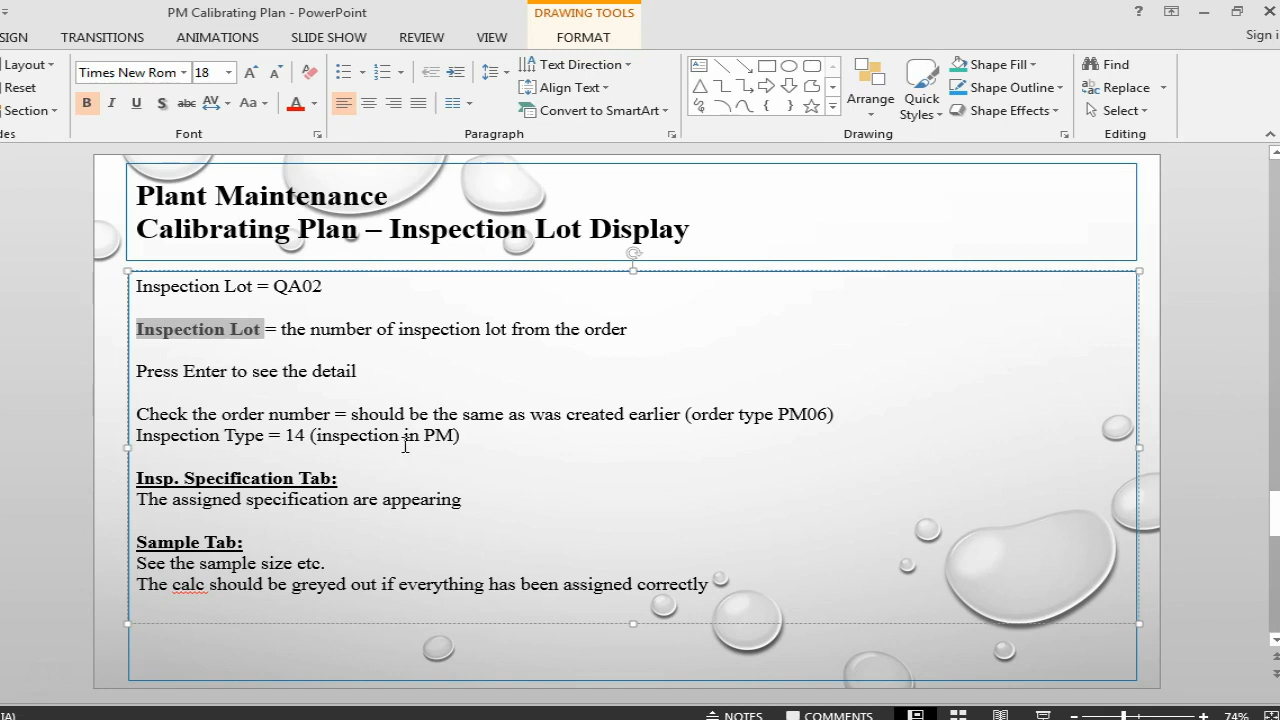 PM Calibrating Plan - PowerPoint
DRAWING TOOLS
?
SIGN TRANSITIONS ANIMATIONS SLIDE SHOW REVIEW VIEW FORMAT Sign i
Layout
Reset
Section
des
Times New Rom 18
B I U S abc AV Aa A
Font
Text Direction
Align Text
Convert to SmartArt
Paragraph
Arrange
Quick Styles
Shape Fill
Shape Outline
Shape Effects
Drawing
Find
Replace
Select
Editing
Plant Maintenance
Calibrating Plan – Inspection Lot Display
Inspection Lot = QA02
Inspection Lot = the number of inspection lot from the order
Press Enter to see the detail
Check the order number = should be the same as was created earlier (order type PM06)
Inspection Type = 14 (inspection in PM)
Insp. Specification Tab:
The assigned specification are appearing
Sample Tab:
See the sample size etc.
The calc should be greyed out if everything has been assigned correctly
IA) NOTES COMMENTS 74%